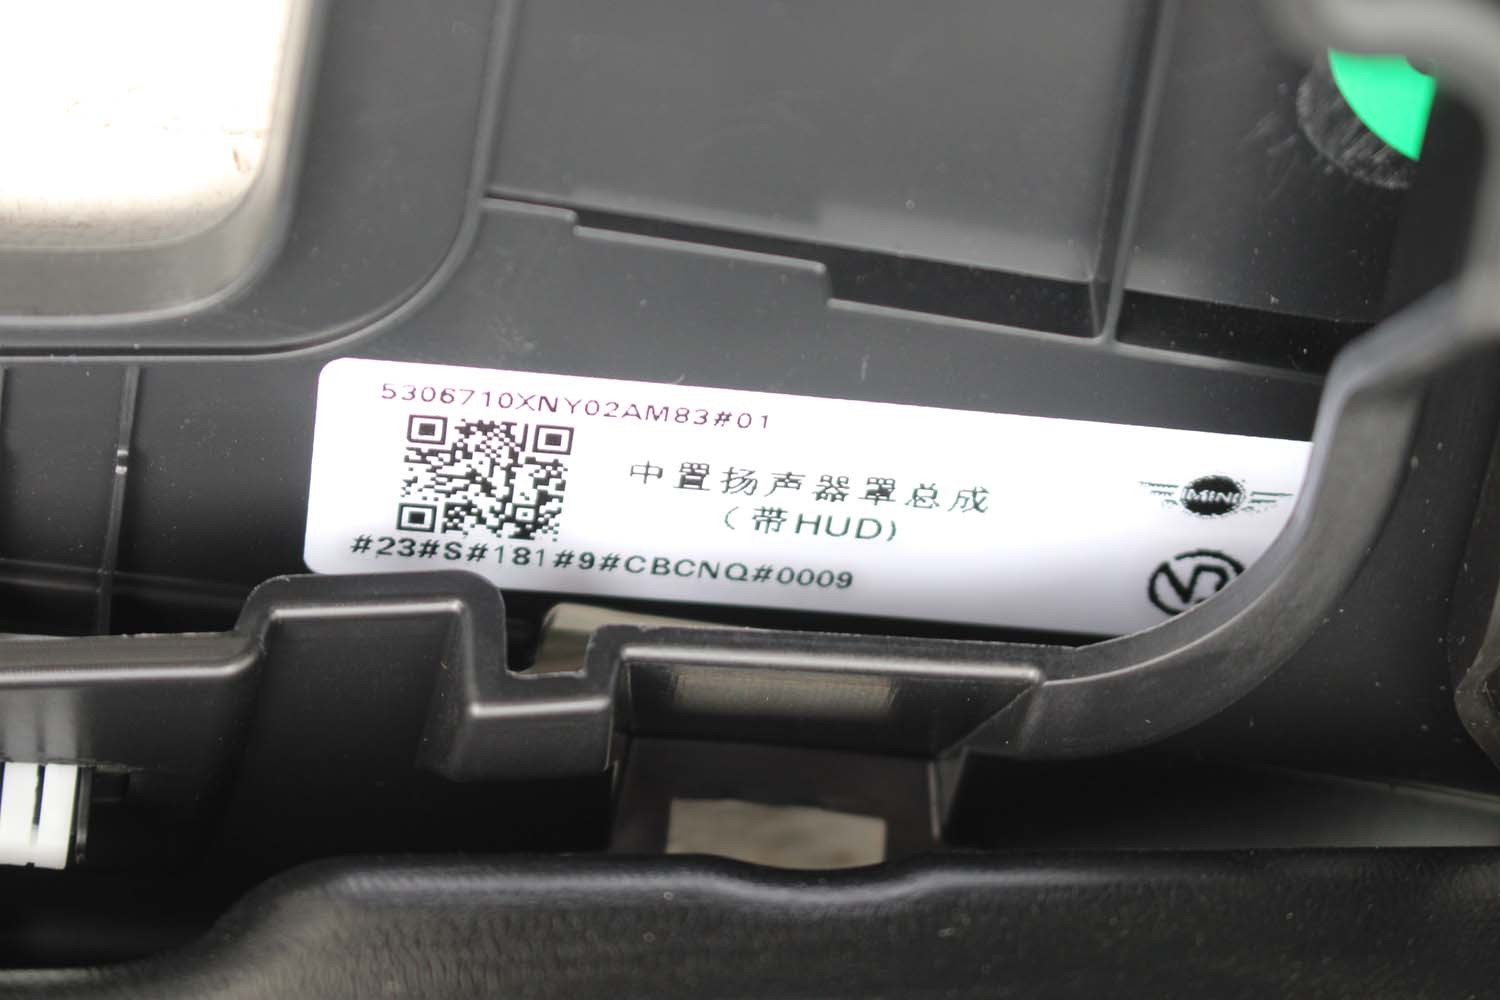 5306710XNY02AM83#01
中置扬声器罩总成
（带HUD）
MINI
#23#S#181#9#CBCNQ#0009